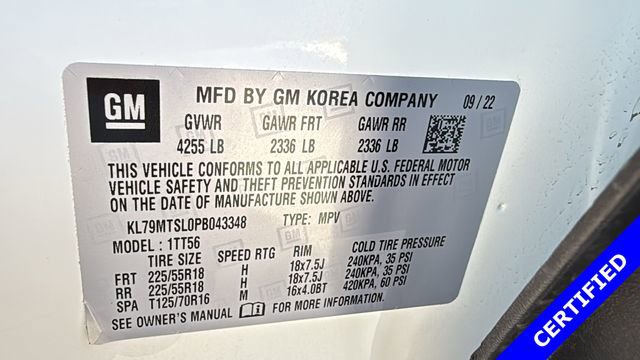 GM MFD BY GM KOREA COMPANY 09 / 22
GVWR GAWR FRT GAWR RR
4255 LB 2336 LB 2336 LB
THIS VEHICLE CONFORMS TO ALL APPLICABLE U.S. FEDERAL MOTOR
VEHICLE SAFETY AND THEFT PREVENTION STANDARDS IN EFFECT
ON THE DATE OF MANUFACTURE SHOWN ABOVE.
KL79MTSL0PB043348 TYPE: MPV
MODEL : 1TT56
TIRE SIZE SPEED RTG RIM COLD TIRE PRESSURE
FRT 225/55R18 H 18x7.5J 240KPA, 35 PSI
RR 225/55R18 H 18x7.5J 240KPA, 35 PSI
SPA T125/70R16 M 16x4.0BT 420KPA, 60 PSI
SEE OWNER'S MANUAL FOR MORE INFORMATION
CERTIFIED